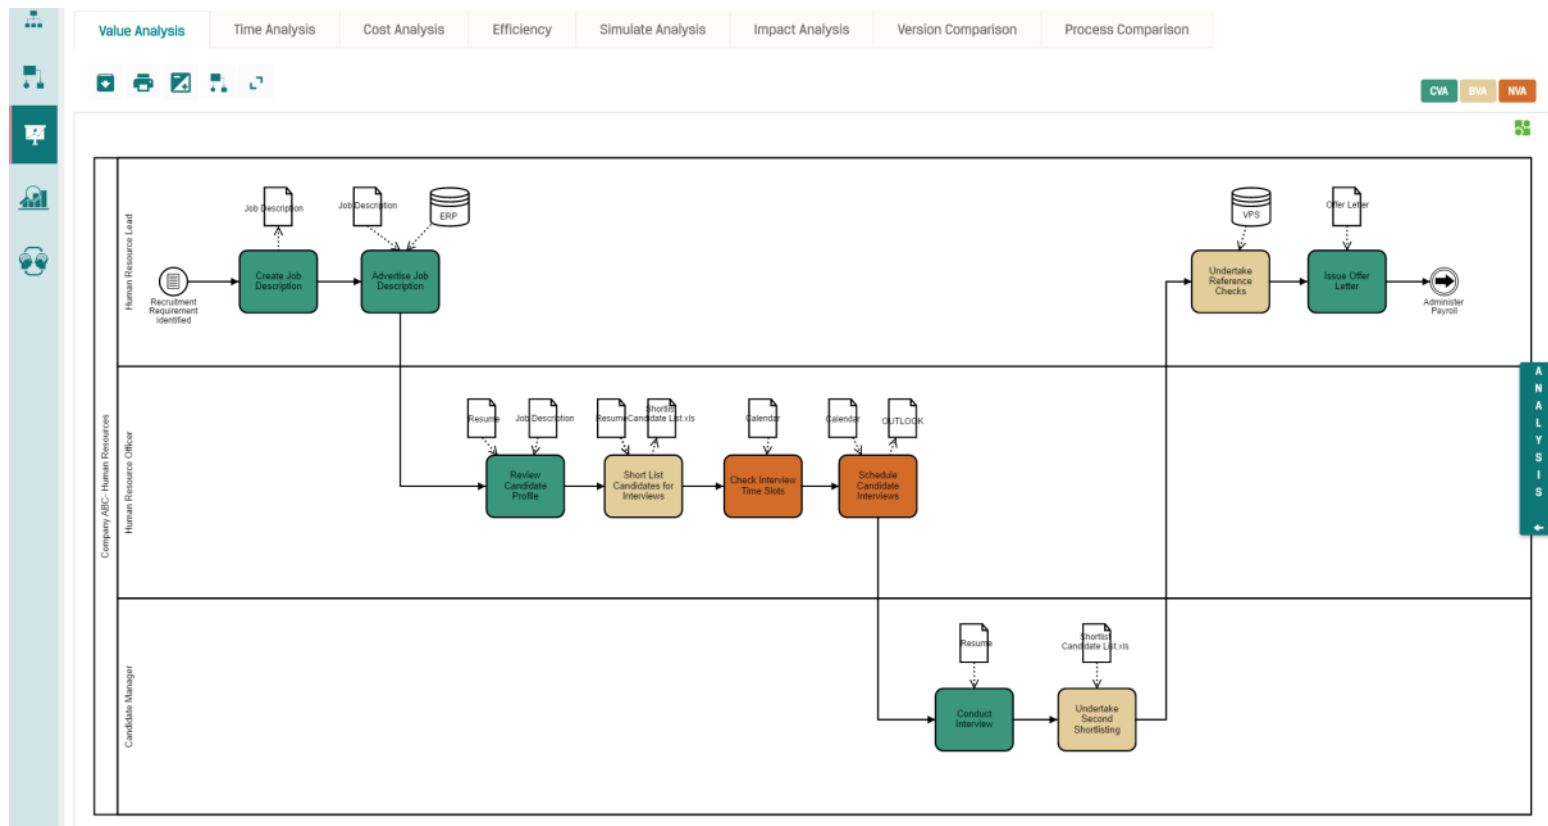 Value Analysis
Time Analysis
Cost Analysis
Efficiency
Simulate Analysis
Impact Analysis
Version Comparison
Process Comparison
CVA
BVA
NVA
Company ABC- Human Resources
Human Resource Lead
Job Description
Job Description
ERP
VPS
Offer Letter
Recruitment
Requirement
Identified
Create Job
Description
Advertise Job
Description
Undertake
Reference
Checks
Issue Offer
Letter
Administer
Payroll
Human Resource Officer
Resume
Job Description
Resume
Shortlist
Candidate List.xls
Calendar
Calendar
OUTLOOK
Review
Candidate
Profile
Short List
Candidates for
Interviews
Check Interview
Time Slots
Schedule
Candidate
Interviews
Candidate Manager
Resume
Shortlist
Candidate List.xls
Conduct
Interview
Undertake
Second
Shortlisting
ANALYSIS